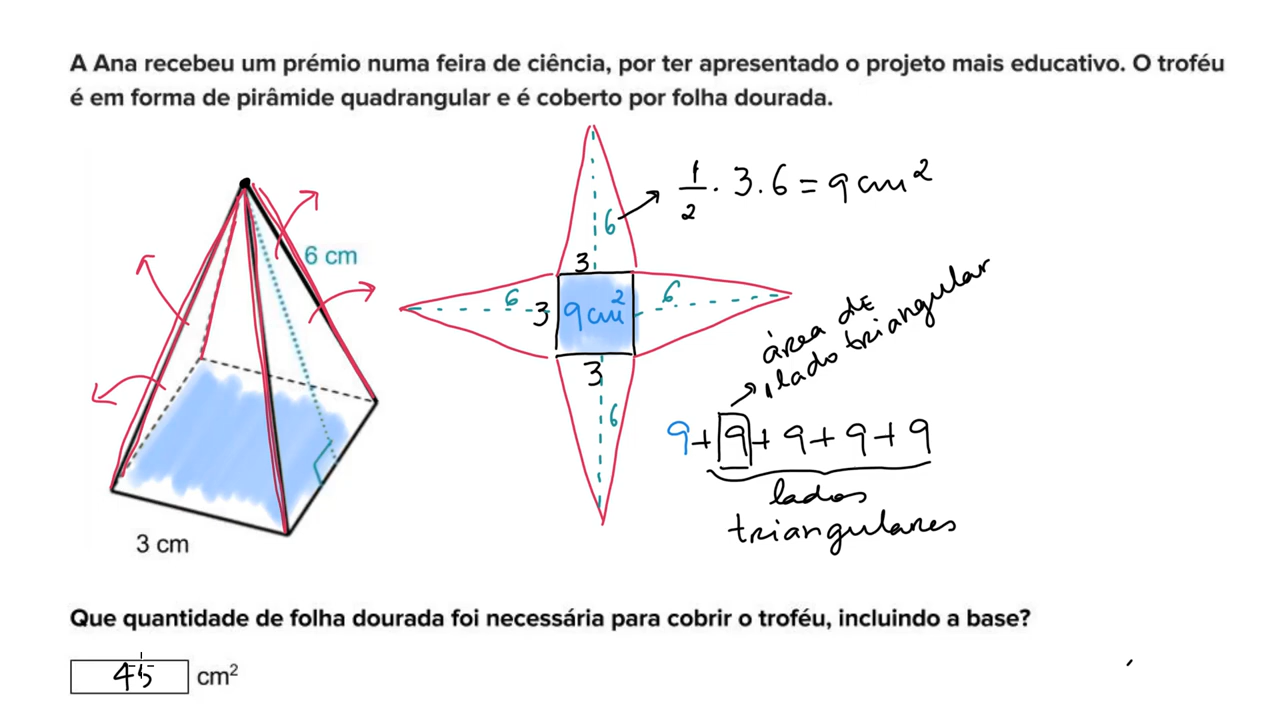 A Ana recebeu um prémio numa feira de ciência, por ter apresentado o projeto mais educativo. O troféu
é em forma de pirâmide quadrangular e é coberto por folha dourada.
6 cm
3 cm
6
1/2 · 3 . 6 = 9 cm²
3
6
3
9 cm²
6
3
6
área de
1 lado triangular
9 + 9 + 9 + 9 + 9
lados
triangulares
Que quantidade de folha dourada foi necessária para cobrir o troféu, incluindo a base?
45 cm²